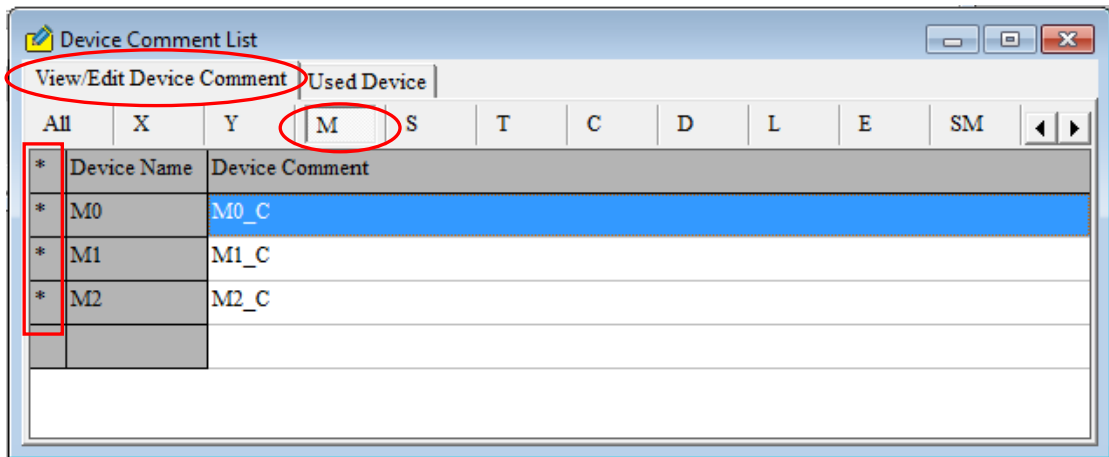 Device Comment List
View/Edit Device Comment Used Device
All X Y M S T C D L E SM
* Device Name Device Comment
* M0 M0_C
* M1 M1_C
* M2 M2_C